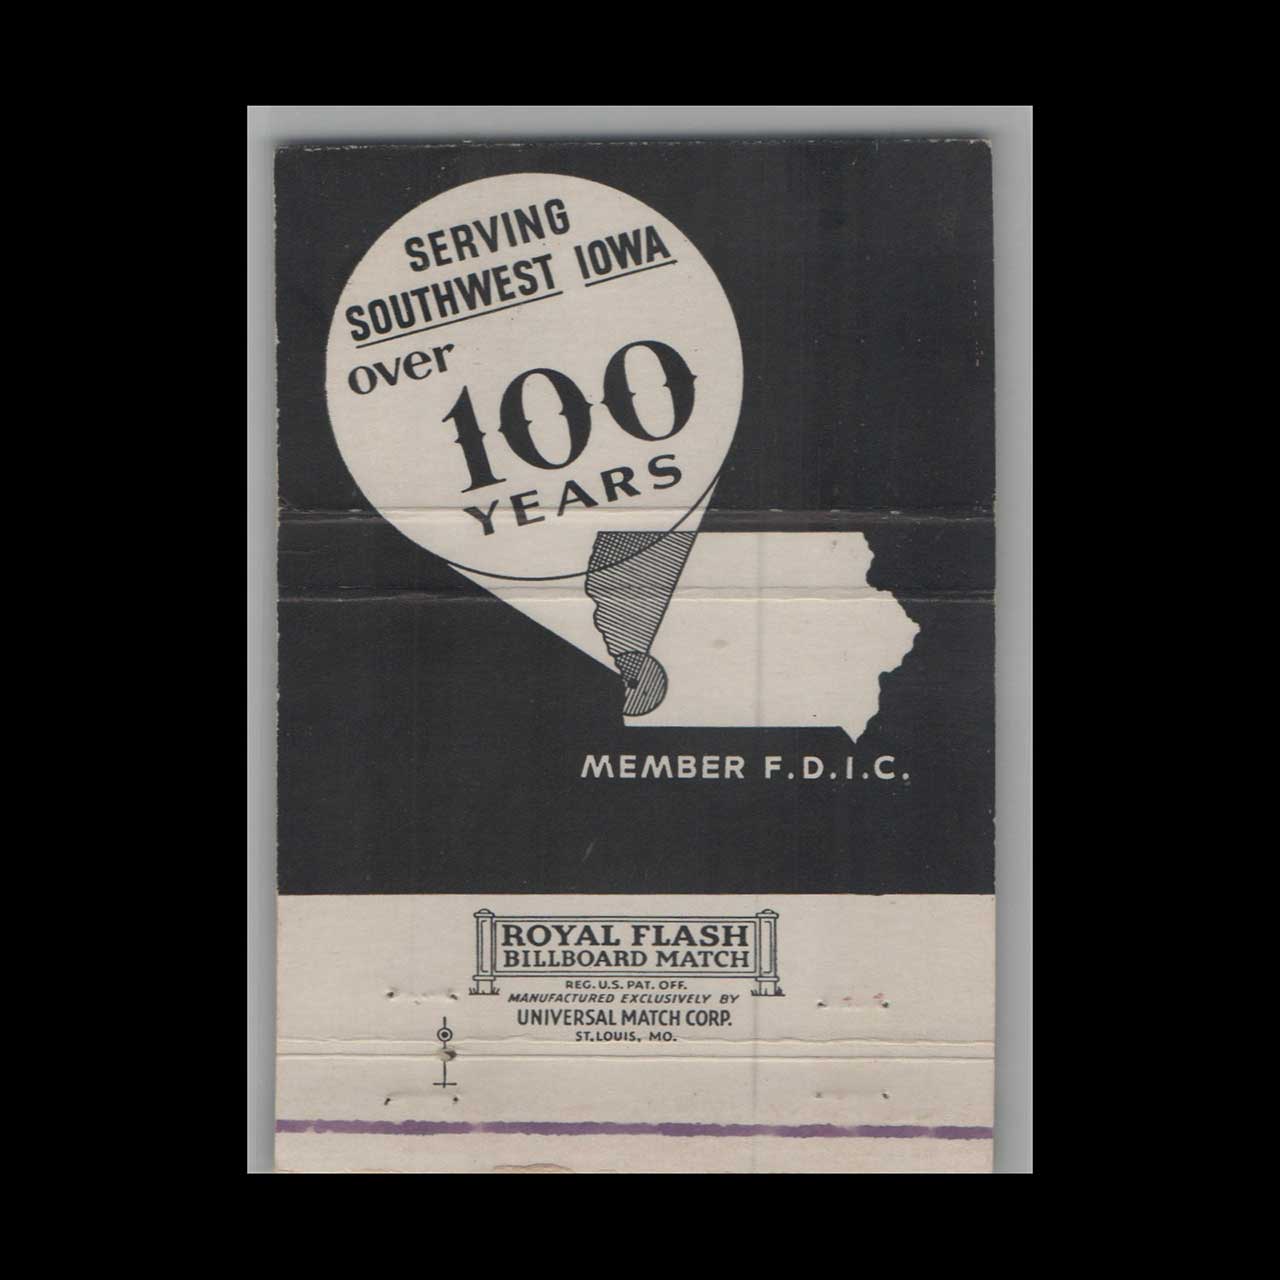 SERVING
SOUTHWEST IOWA
over
100
YEARS
MEMBER F.D.I.C.
ROYAL FLASH
BILLBOARD MATCH
REG. U.S. PAT. OFF.
MANUFACTURED EXCLUSIVELY BY
UNIVERSAL MATCH CORP.
ST. LOUIS, MO.